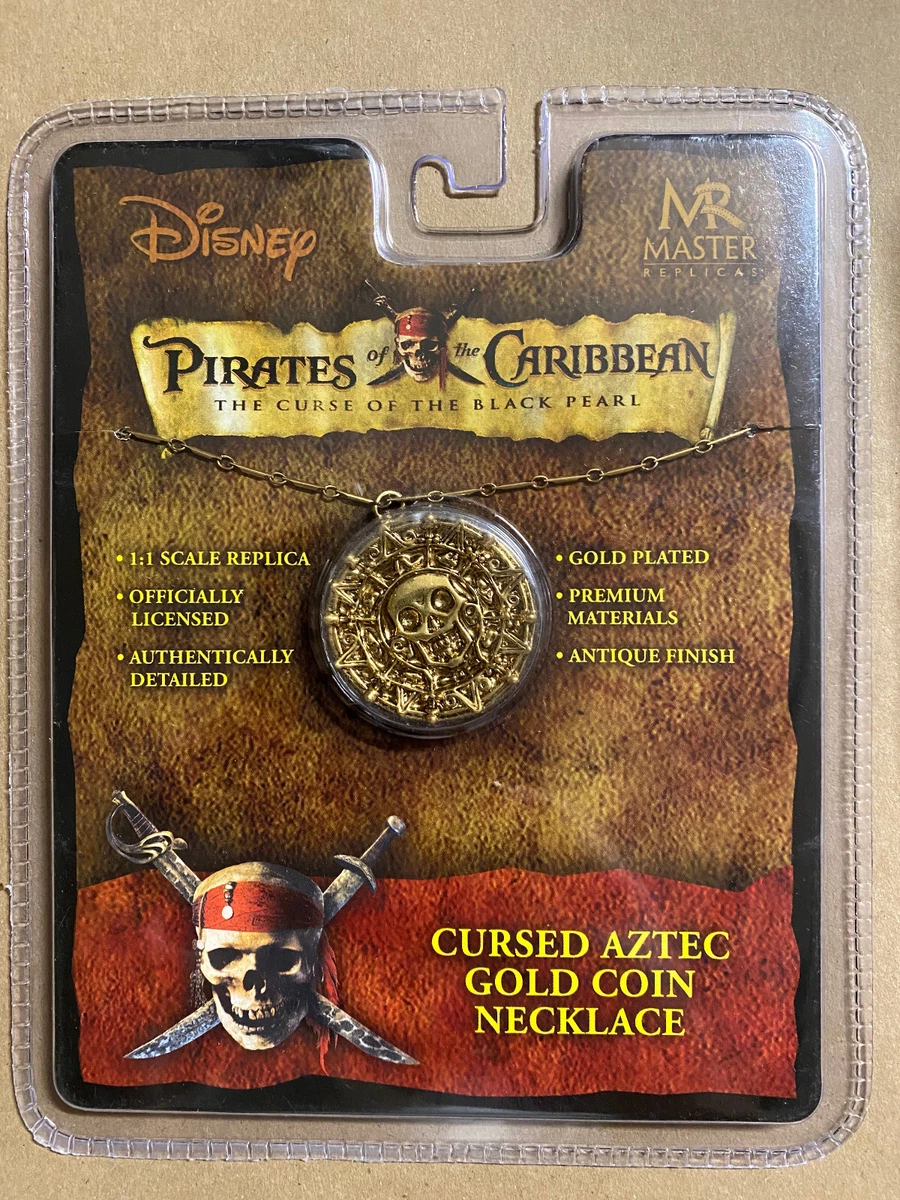 DISNEY
MR
MASTER
REPLICAS
PIRATES of the CARIBBEAN
THE CURSE OF THE BLACK PEARL
• 1:1 SCALE REPLICA
• OFFICIALLY
LICENSED
• AUTHENTICALLY
DETAILED
• GOLD PLATED
• PREMIUM
MATERIALS
• ANTIQUE FINISH
CURSED AZTEC
GOLD COIN
NECKLACE